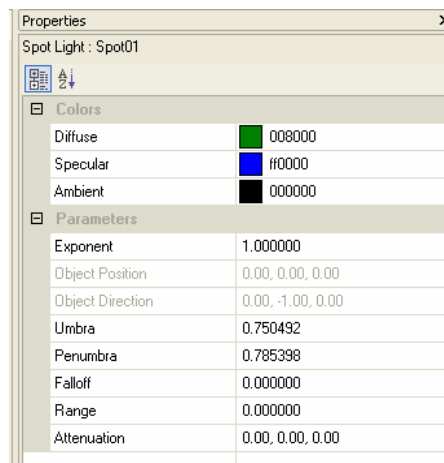 Properties
Spot Light : Spot01
Colors
Diffuse 008000
Specular ff0000
Ambient 000000
Parameters
Exponent 1.000000
Object Position 0.00, 0.00, 0.00
Object Direction 0.00, -1.00, 0.00
Umbra 0.750492
Penumbra 0.785398
Falloff 0.000000
Range 0.000000
Attenuation 0.00, 0.00, 0.00